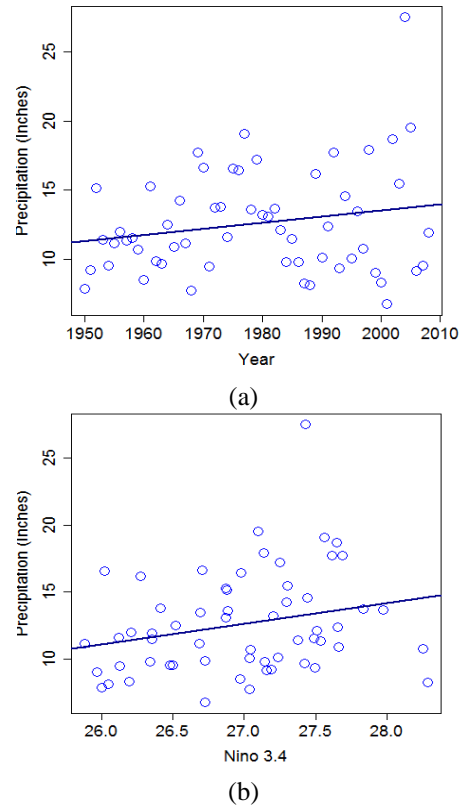 25
20
15
10
Precipitation (Inches)
1950 1960 1970 1980 1990 2000 2010
Year
(a)
25
20
15
10
Precipitation (Inches)
26.0 26.5 27.0 27.5 28.0
Nino 3.4
(b)